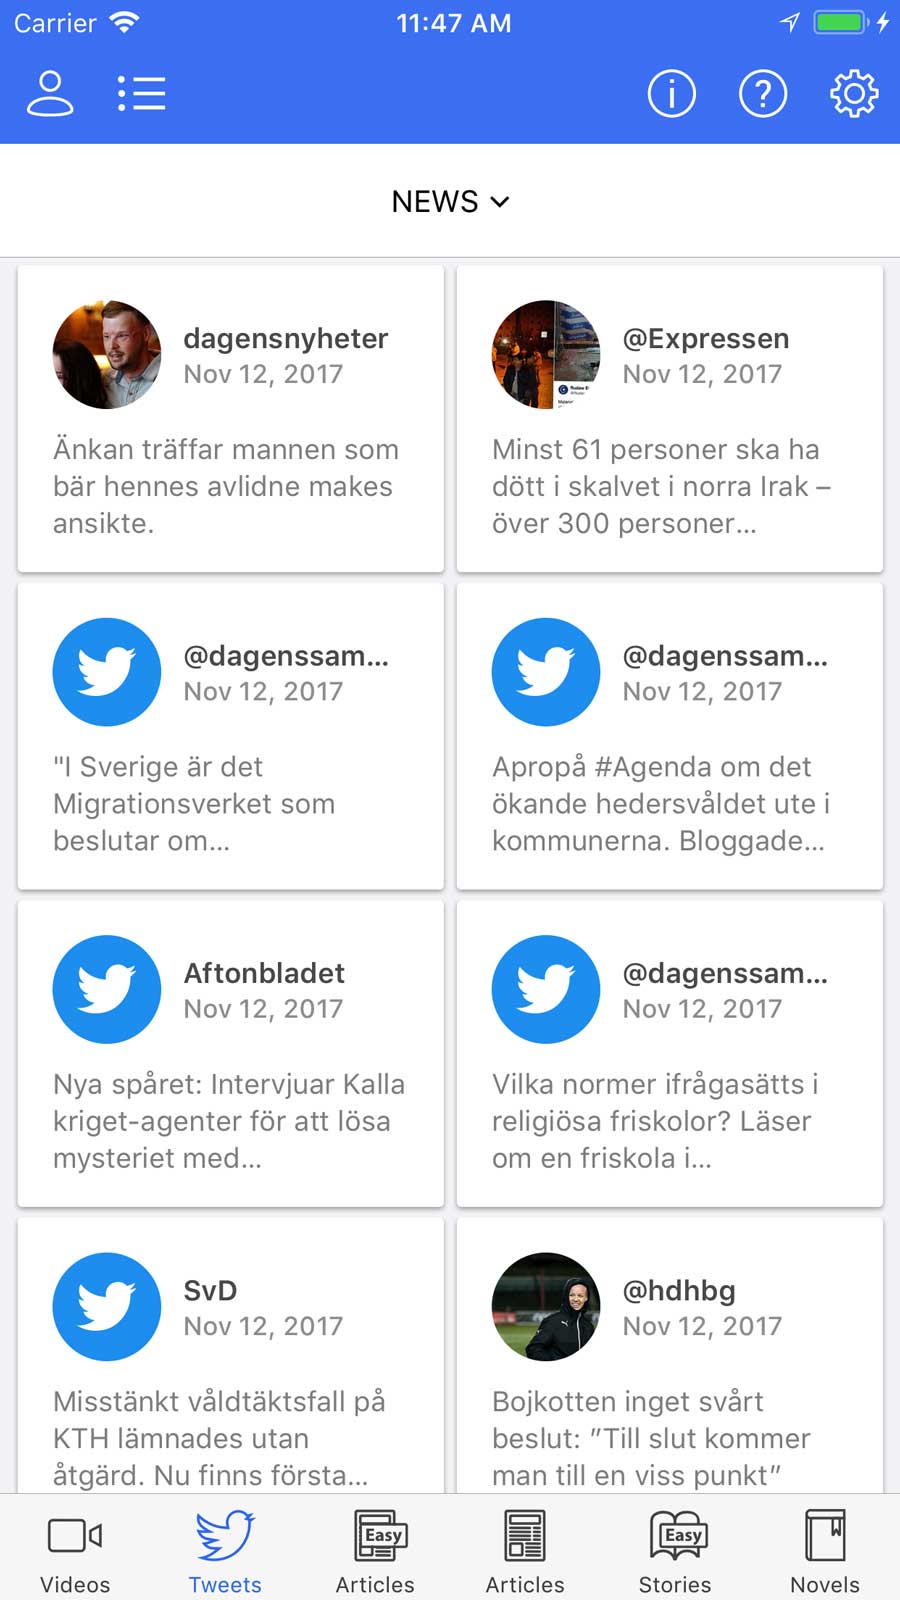 Carrier 11:47 AM
NEWS
dagensnyheter
Nov 12, 2017
Änkan träffar mannen som
bär hennes avlidne makes
ansikte.
@Expressen
Nov 12, 2017
Minst 61 personer ska ha
dött i skalvet i norra Irak –
över 300 personer...
@dagenssam...
Nov 12, 2017
"I Sverige är det
Migrationsverket som
beslutar om...
@dagenssam...
Nov 12, 2017
Apropå #Agenda om det
ökande hedersvåldet ute i
kommunerna. Bloggade...
Aftonbladet
Nov 12, 2017
Nya spåret: Intervjuar Kalla
kriget-agenter för att lösa
mysteriet med...
@dagenssam...
Nov 12, 2017
Vilka normer ifrågasätts i
religiösa friskolor? Läser
om en friskola i...
SvD
Nov 12, 2017
Misstänkt våldtäktsfall på
KTH lämnades utan
åtgärd. Nu finns första...
@hdhbg
Nov 12, 2017
Bojkotten inget svårt
beslut: ”Till slut kommer
man till en viss punkt”
Easy
Easy
Videos Tweets Articles Articles Stories Novels